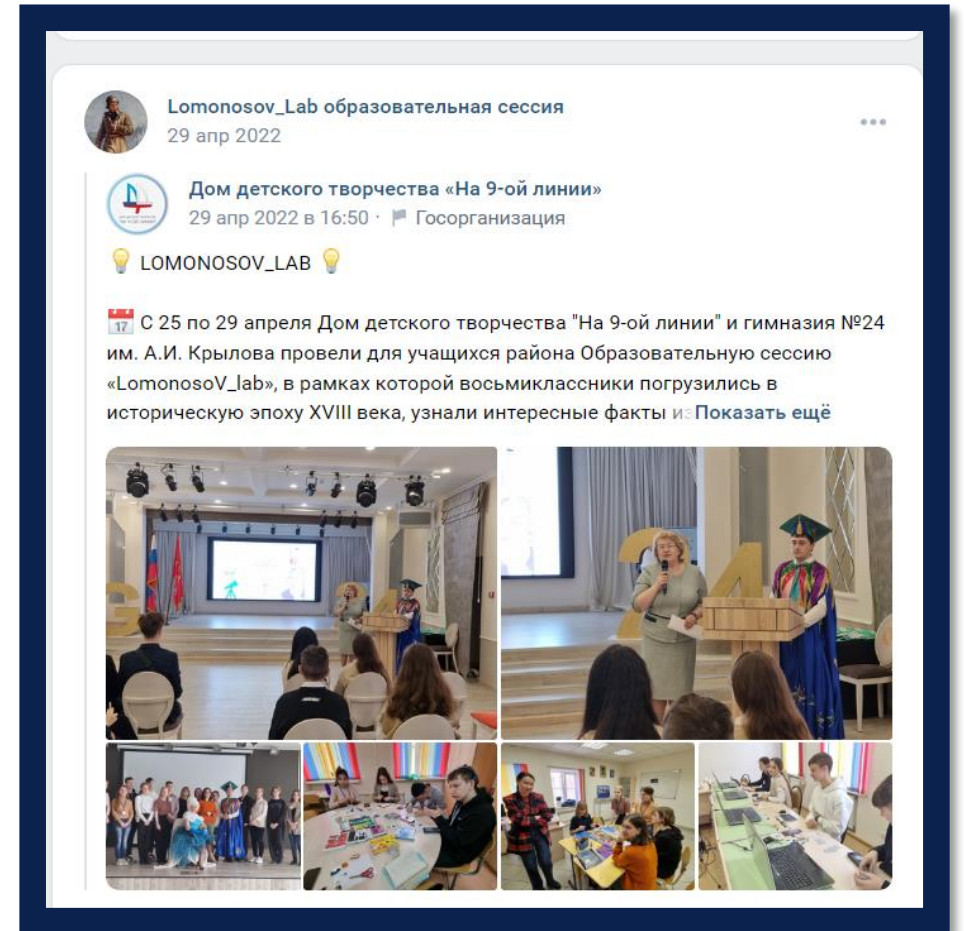 Lomonosov_Lab образовательная сессия
29 апр 2022
Дом детского творчества «На 9-ой линии»
29 апр 2022 в 16:50 · Госорганизация
LOMONOSOV_LAB
17 С 25 по 29 апреля Дом детского творчества "На 9-ой линии" и гимназия №24
им. А.И. Крылова провели для учащихся района Образовательную сессию
«LomonosoV_lab», в рамках которой восьмиклассники погрузились в
историческую эпоху XVIII века, узнали интересные факты из Показать ещё
24